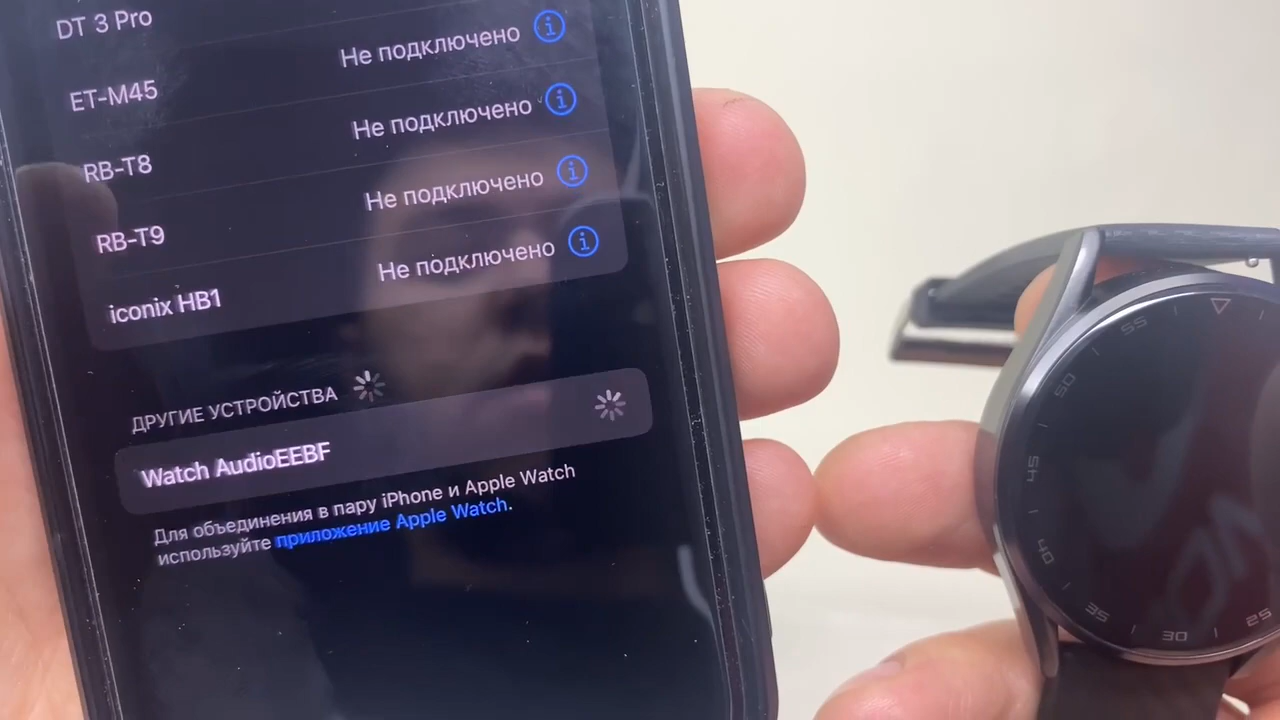 DT 3 Pro
Не подключено
ET-M45
Не подключено
RB-T8
Не подключено
RB-T9
Не подключено
iconix HB1
ДРУГИЕ УСТРОЙСТВА
Watch AudioEEBF
Для объединения в пару iPhone и Apple Watch
используйте приложение Apple Watch.
55
50
45
40
35
30
25